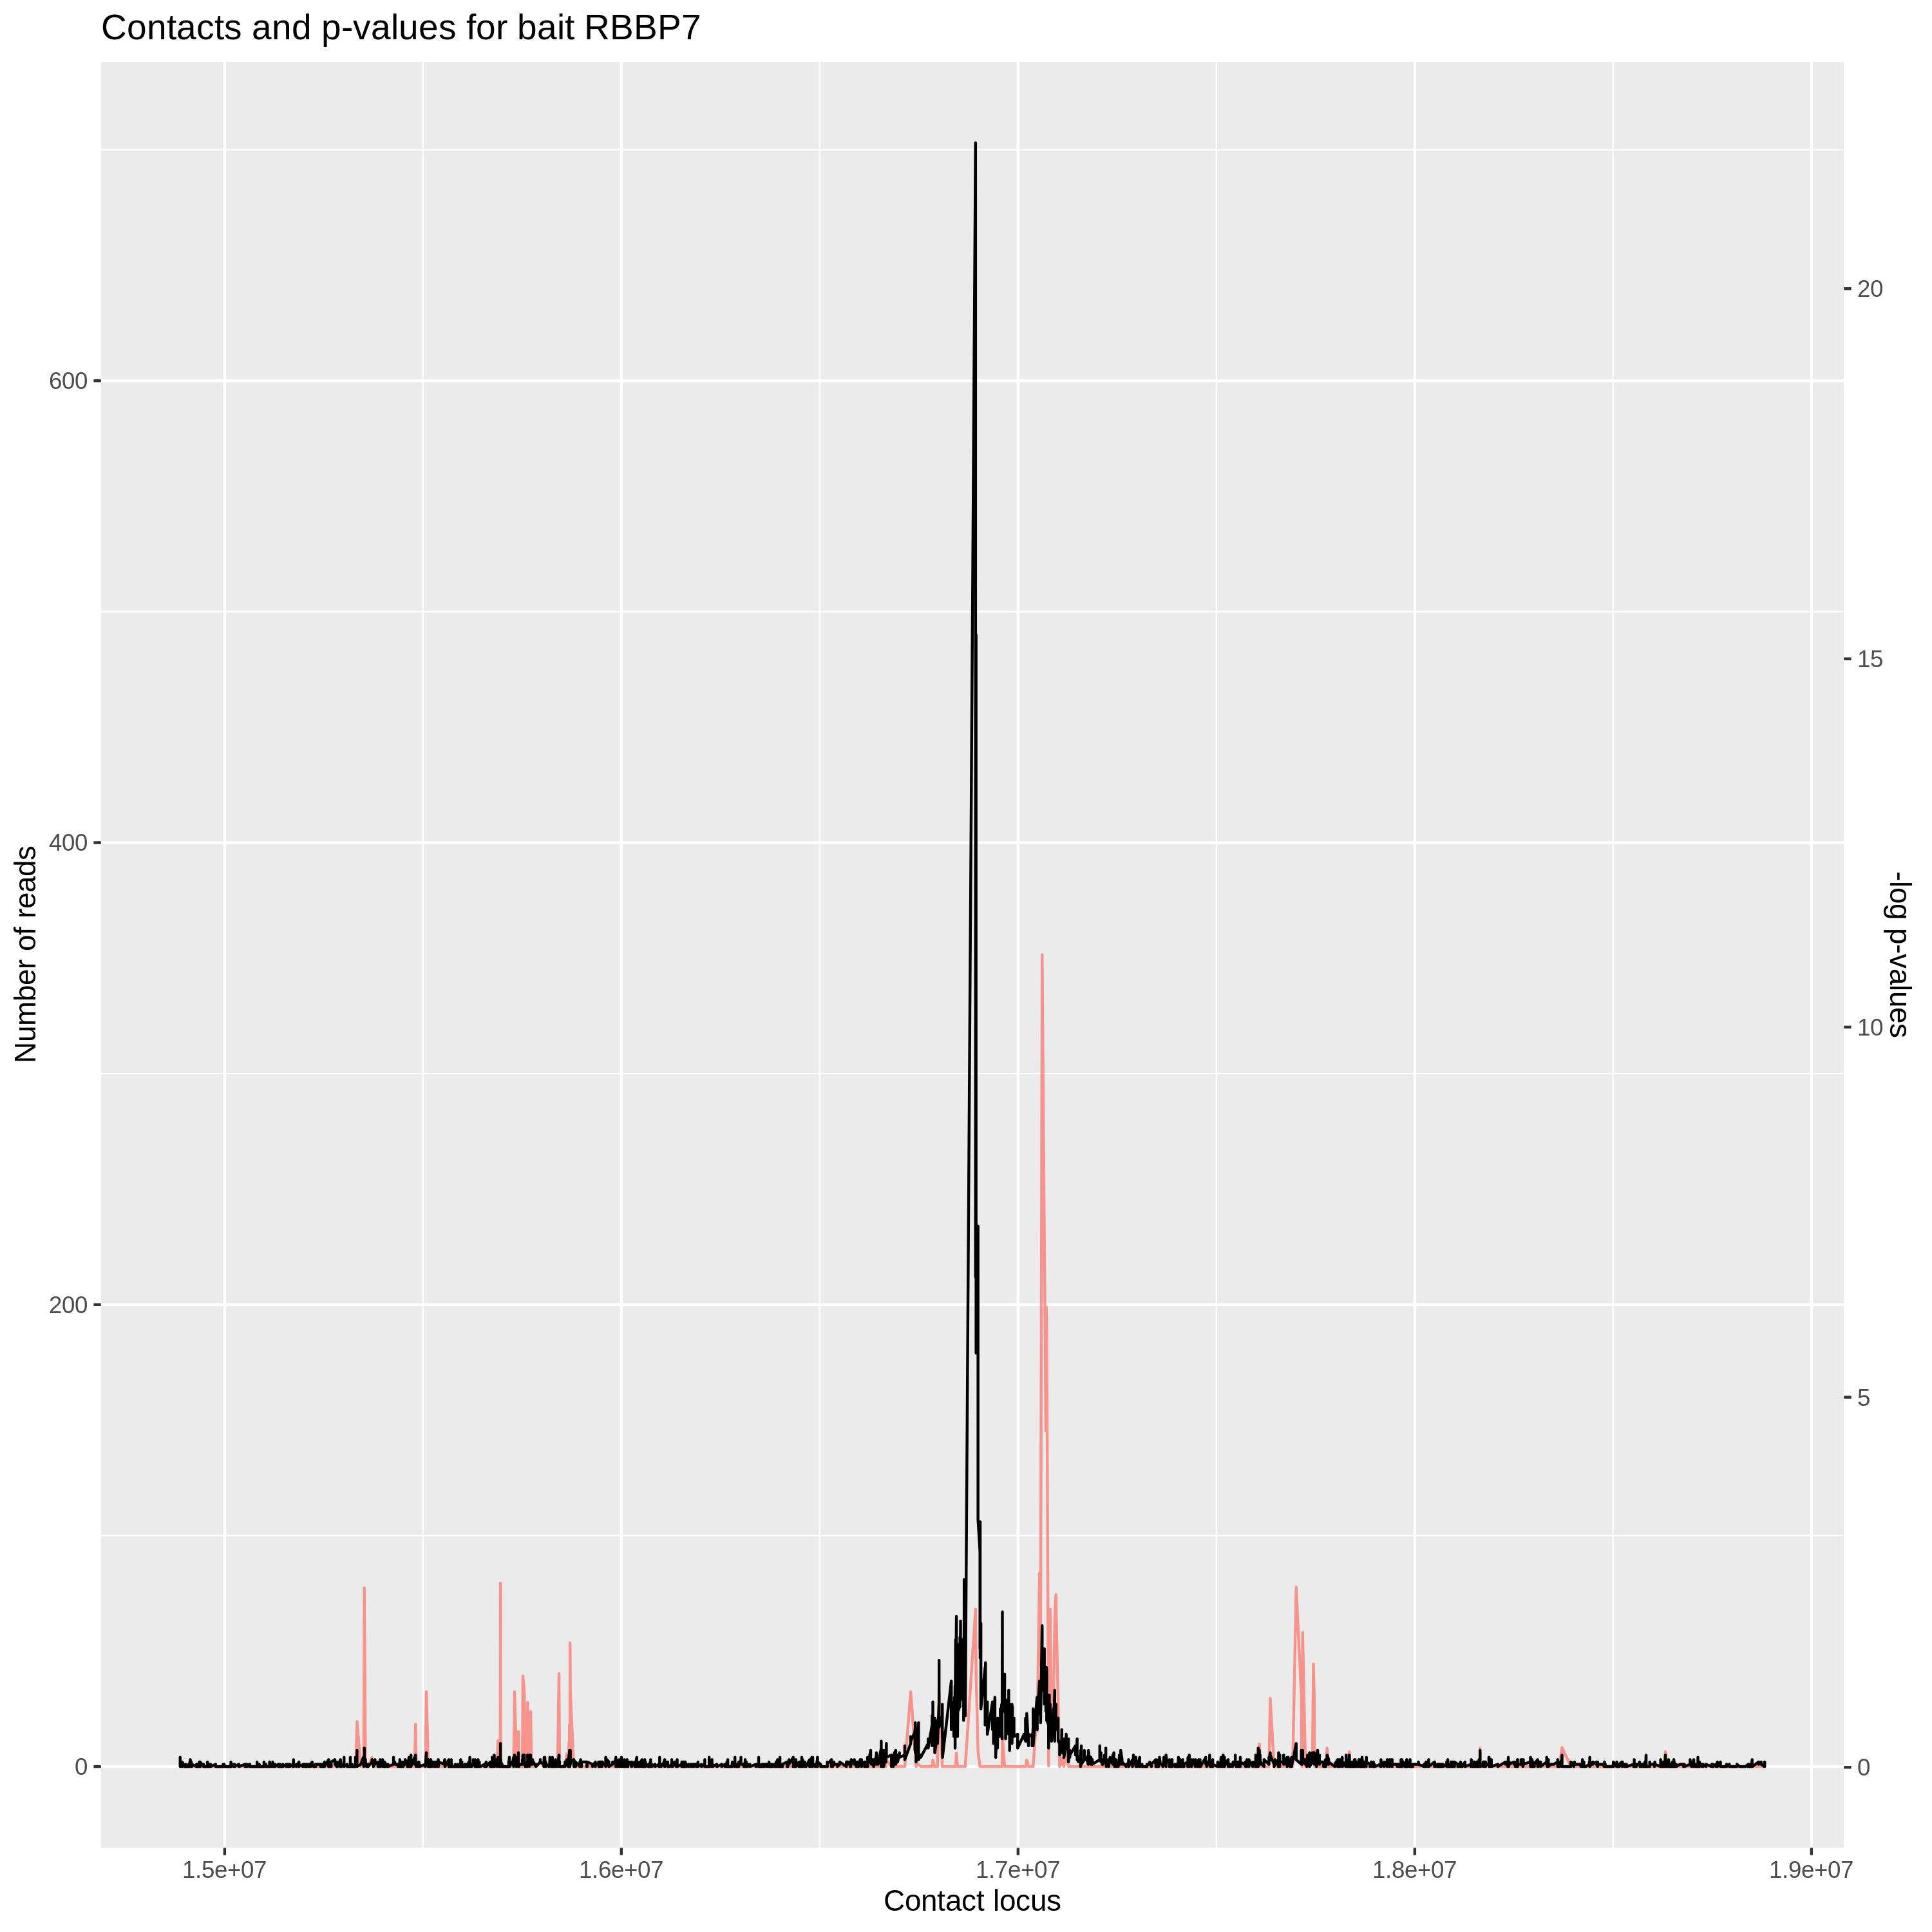 Contacts and p-values for bait RBBP7
Number of reads
600
400
200
0
20
15
10
5
0
-log p-values
1.5e+07 1.6e+07 1.7e+07 1.8e+07 1.9e+07
Contact locus